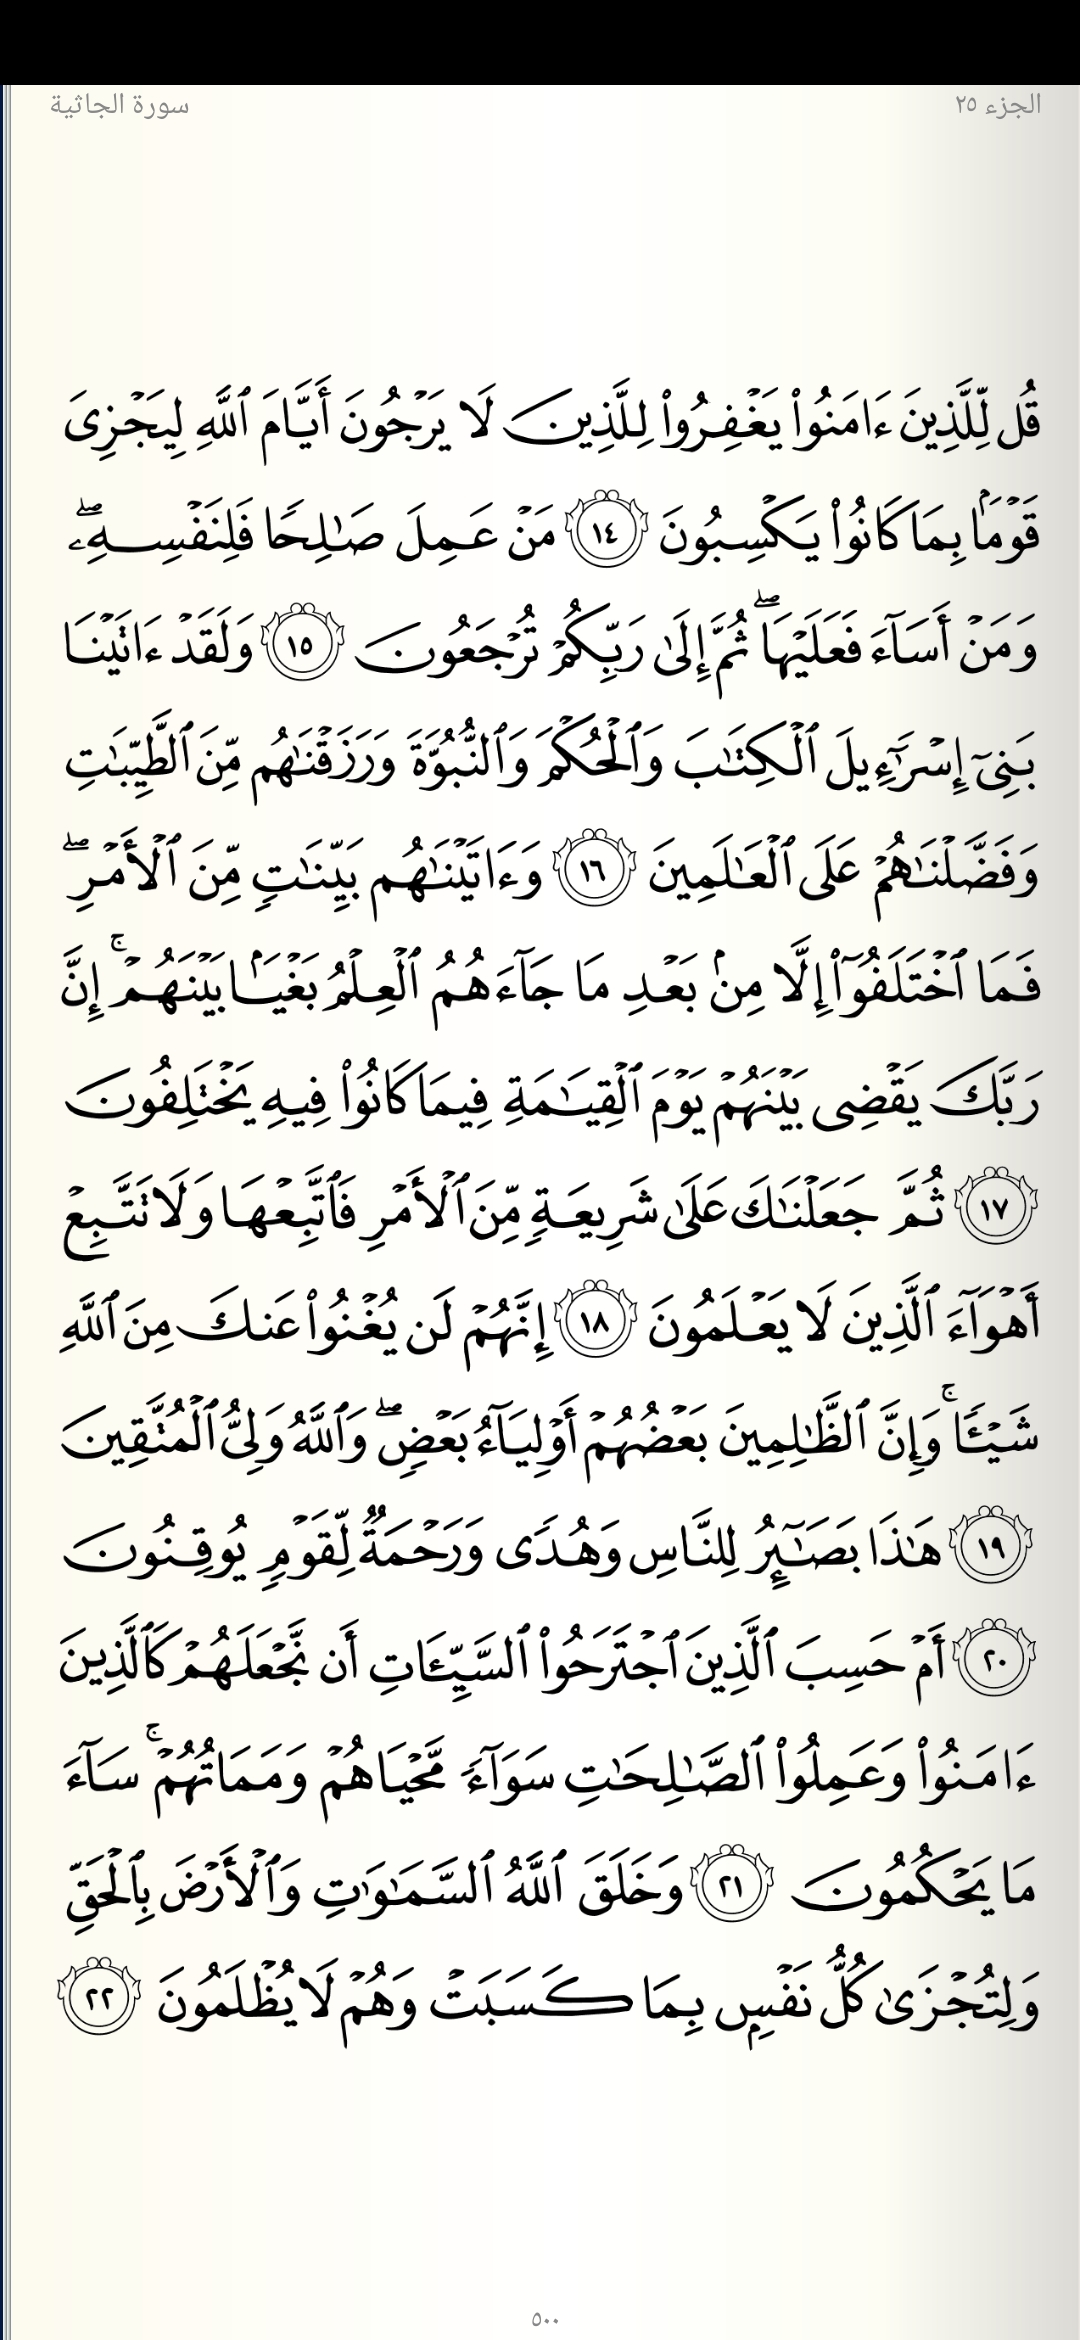 الجزء ٢٥
سورة الجاثية
قُل لِّلَّذِينَ ءَامَنُوا۟ يَغْفِرُوا۟ لِلَّذِينَ لَا يَرْجُونَ أَيَّامَ ٱللَّهِ لِيَجْزِىَ
قَوْمًۢا بِمَا كَانُوا۟ يَكْسِبُونَ ١٤ مَنْ عَمِلَ صَـٰلِحًا فَلِنَفْسِهِۦ ۖ
وَمَنْ أَسَآءَ فَعَلَيْهَا ۖ ثُمَّ إِلَىٰ رَبِّكُمْ تُرْجَعُونَ ١٥ وَلَقَدْ ءَاتَيْنَا
بَنِىٓ إِسْرَٰٓءِيلَ ٱلْكِتَـٰبَ وَٱلْحُكْمَ وَٱلنُّبُوَّةَ وَرَزَقْنَـٰهُم مِّنَ ٱلطَّيِّبَـٰتِ
وَفَضَّلْنَـٰهُمْ عَلَى ٱلْعَـٰلَمِينَ ١٦ وَءَاتَيْنَـٰهُم بَيِّنَـٰتٍ مِّنَ ٱلْأَمْرِ ۖ
فَمَا ٱخْتَلَفُوٓا۟ إِلَّا مِنۢ بَعْدِ مَا جَآءَهُمُ ٱلْعِلْمُ بَغْيًۢا بَيْنَهُمْ ۚ إِنَّ
رَبَّكَ يَقْضِى بَيْنَهُمْ يَوْمَ ٱلْقِيَـٰمَةِ فِيمَا كَانُوا۟ فِيهِ يَخْتَلِفُونَ
١٧ ثُمَّ جَعَلْنَـٰكَ عَلَىٰ شَرِيعَةٍ مِّنَ ٱلْأَمْرِ فَٱتَّبِعْهَا وَلَا تَتَّبِعْ
أَهْوَآءَ ٱلَّذِينَ لَا يَعْلَمُونَ ١٨ إِنَّهُمْ لَن يُغْنُوا۟ عَنكَ مِنَ ٱللَّهِ
شَيْـًٔا ۚ وَإِنَّ ٱلظَّـٰلِمِينَ بَعْضُهُمْ أَوْلِيَآءُ بَعْضٍ ۖ وَٱللَّهُ وَلِىُّ ٱلْمُتَّقِينَ
١٩ هَـٰذَا بَصَـٰٓئِرُ لِلنَّاسِ وَهُدًى وَرَحْمَةٌ لِّقَوْمٍ يُوقِنُونَ
٢٠ أَمْ حَسِبَ ٱلَّذِينَ ٱجْتَرَحُوا۟ ٱلسَّيِّـَٔاتِ أَن نَّجْعَلَهُمْ كَٱلَّذِينَ
ءَامَنُوا۟ وَعَمِلُوا۟ ٱلصَّـٰلِحَـٰتِ سَوَآءً مَّحْيَاهُمْ وَمَمَاتُهُمْ ۚ سَآءَ
مَا يَحْكُمُونَ ٢١ وَخَلَقَ ٱللَّهُ ٱلسَّمَـٰوَٰتِ وَٱلْأَرْضَ بِٱلْحَقِّ
وَلِتُجْزَىٰ كُلُّ نَفْسٍۭ بِمَا كَسَبَتْ وَهُمْ لَا يُظْلَمُونَ ٢٢
٥٠٠